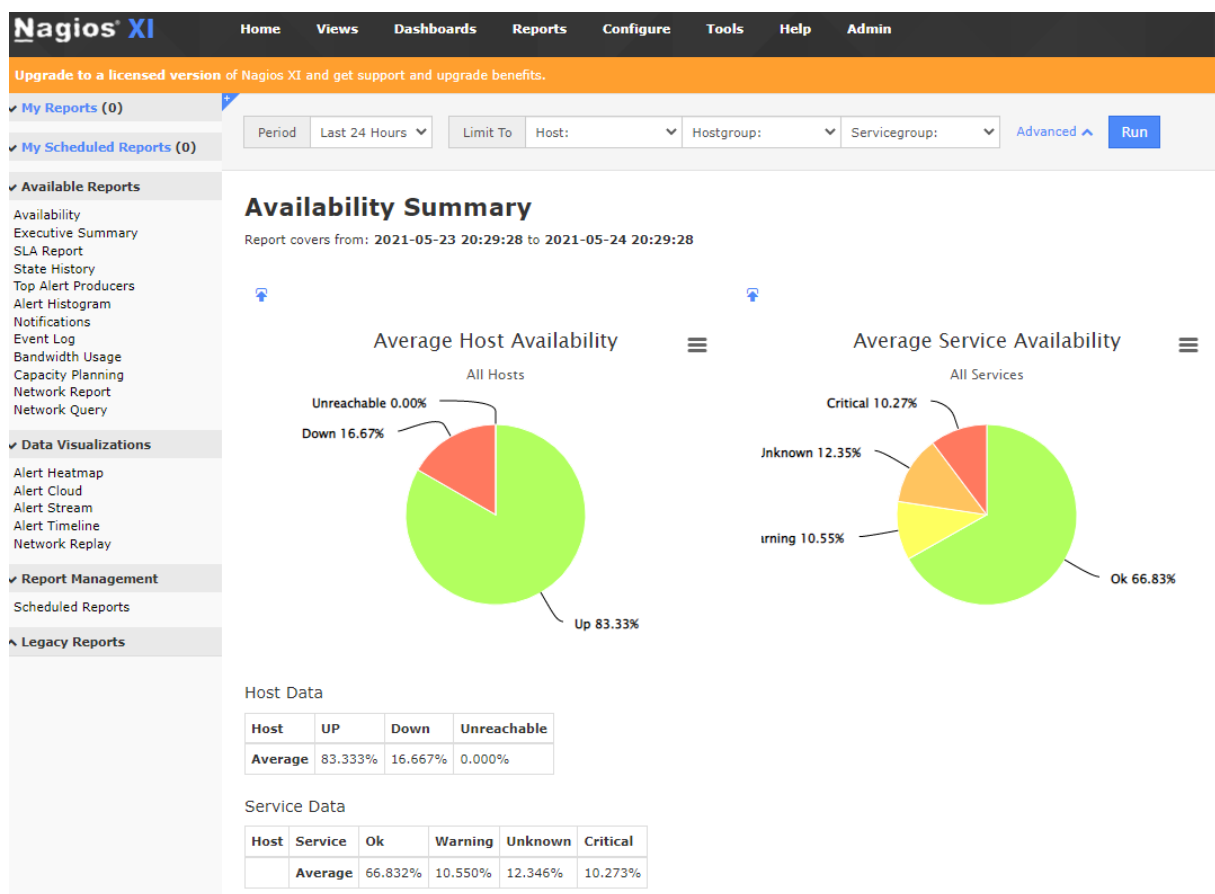 Nagios® XI
Home Views Dashboards Reports Configure Tools Help Admin
Upgrade to a licensed version of Nagios XI and get support and upgrade benefits.
My Reports (0)
My Scheduled Reports (0)
Available Reports
Availability
Executive Summary
SLA Report
State History
Top Alert Producers
Alert Histogram
Notifications
Event Log
Bandwidth Usage
Capacity Planning
Network Report
Network Query
Data Visualizations
Alert Heatmap
Alert Cloud
Alert Stream
Alert Timeline
Network Replay
Report Management
Scheduled Reports
Legacy Reports
Period Last 24 Hours Limit To Host: Hostgroup: Servicegroup: Advanced Run
Availability Summary
Report covers from: 2021-05-23 20:29:28 to 2021-05-24 20:29:28
Average Host Availability
All Hosts
Unreachable 0.00%
Down 16.67%
Up 83.33%
Average Service Availability
All Services
Critical 10.27%
Jnknown 12.35%
arning 10.55%
Ok 66.83%
Host Data
Host UP Down Unreachable
Average 83.333% 16.667% 0.000%
Service Data
Host Service Ok Warning Unknown Critical
Average 66.832% 10.550% 12.346% 10.273%